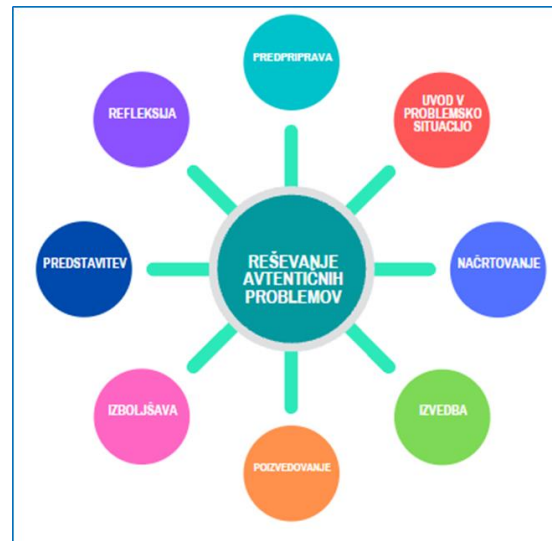 PREDPRIPRAVA
UVOD V
PROBLEMSKO
SITUACIJO
NAČRTOVANJE
IZVEDBA
POIZVEDOVANJE
IZBOLJŠAVA
PREDSTAVITEV
REFLEKSIJA
REŠEVANJE
AVTENTIČNIH
PROBLEMOV